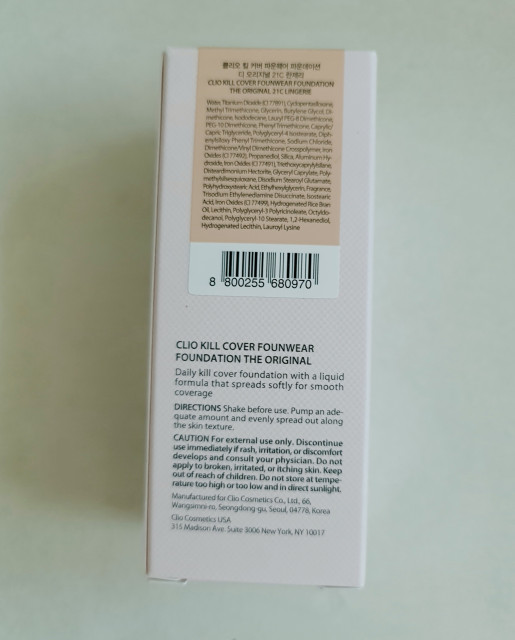 클리오 킬 커버 파운웨어 파운데이션
디 오리지널 21C 란제리
CLIO KILL COVER FOUNWEAR FOUNDATION
THE ORIGINAL 21C LINGERIE
Water, Titanium Dioxide (CI 77891), Cyclopentasiloxane,
Methyl Trimethicone, Glycerin, Butylene Glycol, Di-
methicone, Isododecane, Lauryl PEG-8 Dimethicone,
PEG-10 Dimethicone, Phenyl Trimethicone, Caprylic/
Capric Triglyceride, Polyglyceryl-4 Isostearate, Diph-
enylsiloxy Phenyl Trimethicone, Sodium Chloride,
Dimethicone/Vinyl Dimethicone Crosspolymer, Iron
Oxides (CI 77492), Propanediol, Silica, Aluminum Hy-
droxide, Iron Oxides (CI 77491), Triethoxycaprylylsilane,
Disteardimonium Hectorite, Glyceryl Caprylate, Poly-
methylsilsesquioxane, Disodium Stearoyl Glutamate,
Polyhydroxystearic Acid, Ethylhexylglycerin, Fragrance,
Trisodium Ethylenediamine Disuccinate, Isostearic
Acid, Iron Oxides (CI 77499), Hydrogenated Rice Bran
Oil, Lecithin, Polyglyceryl-3 Polyricinoleate, Octyldo-
decanol, Polyglyceryl-10 Stearate, 1,2-Hexanediol,
Hydrogenated Lecithin, Lauroyl Lysine
8 800255 680970
CLIO KILL COVER FOUNWEAR
FOUNDATION THE ORIGINAL
Daily kill cover foundation with a liquid
formula that spreads softly for smooth
coverage
DIRECTIONS Shake before use. Pump an ade-
quate amount and evenly spread out along
the skin texture.
CAUTION For external use only. Discontinue
use immediately if rash, irritation, or discomfort
develops and consult your physician. Do not
apply to broken, irritated, or itching skin. Keep
out of reach of children. Do not store at tempe-
rature too high or too low and in direct sunlight.
Manufactured for Clio Cosmetics Co., Ltd., 66,
Wangsimni-ro, Seongdong-gu, Seoul, 04778, Korea
Clio Cosmetics USA
315 Madison Ave. Suite 3006 New York, NY 10017